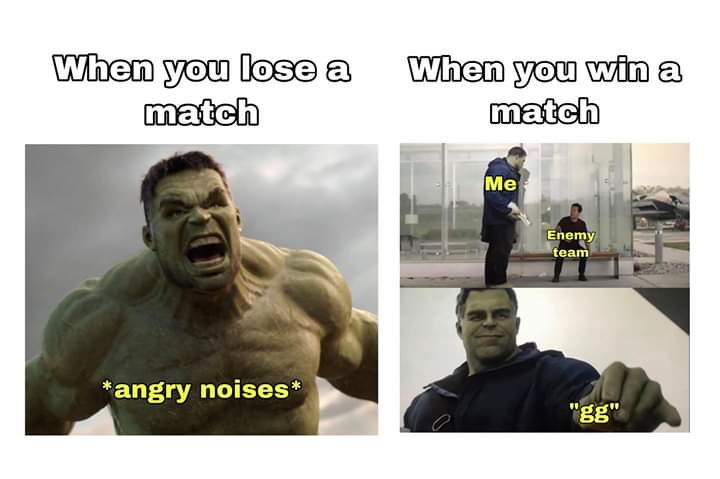 When you lose a
match
*angry noises*
When you win a
match
Me
Enemy
team
"gg"